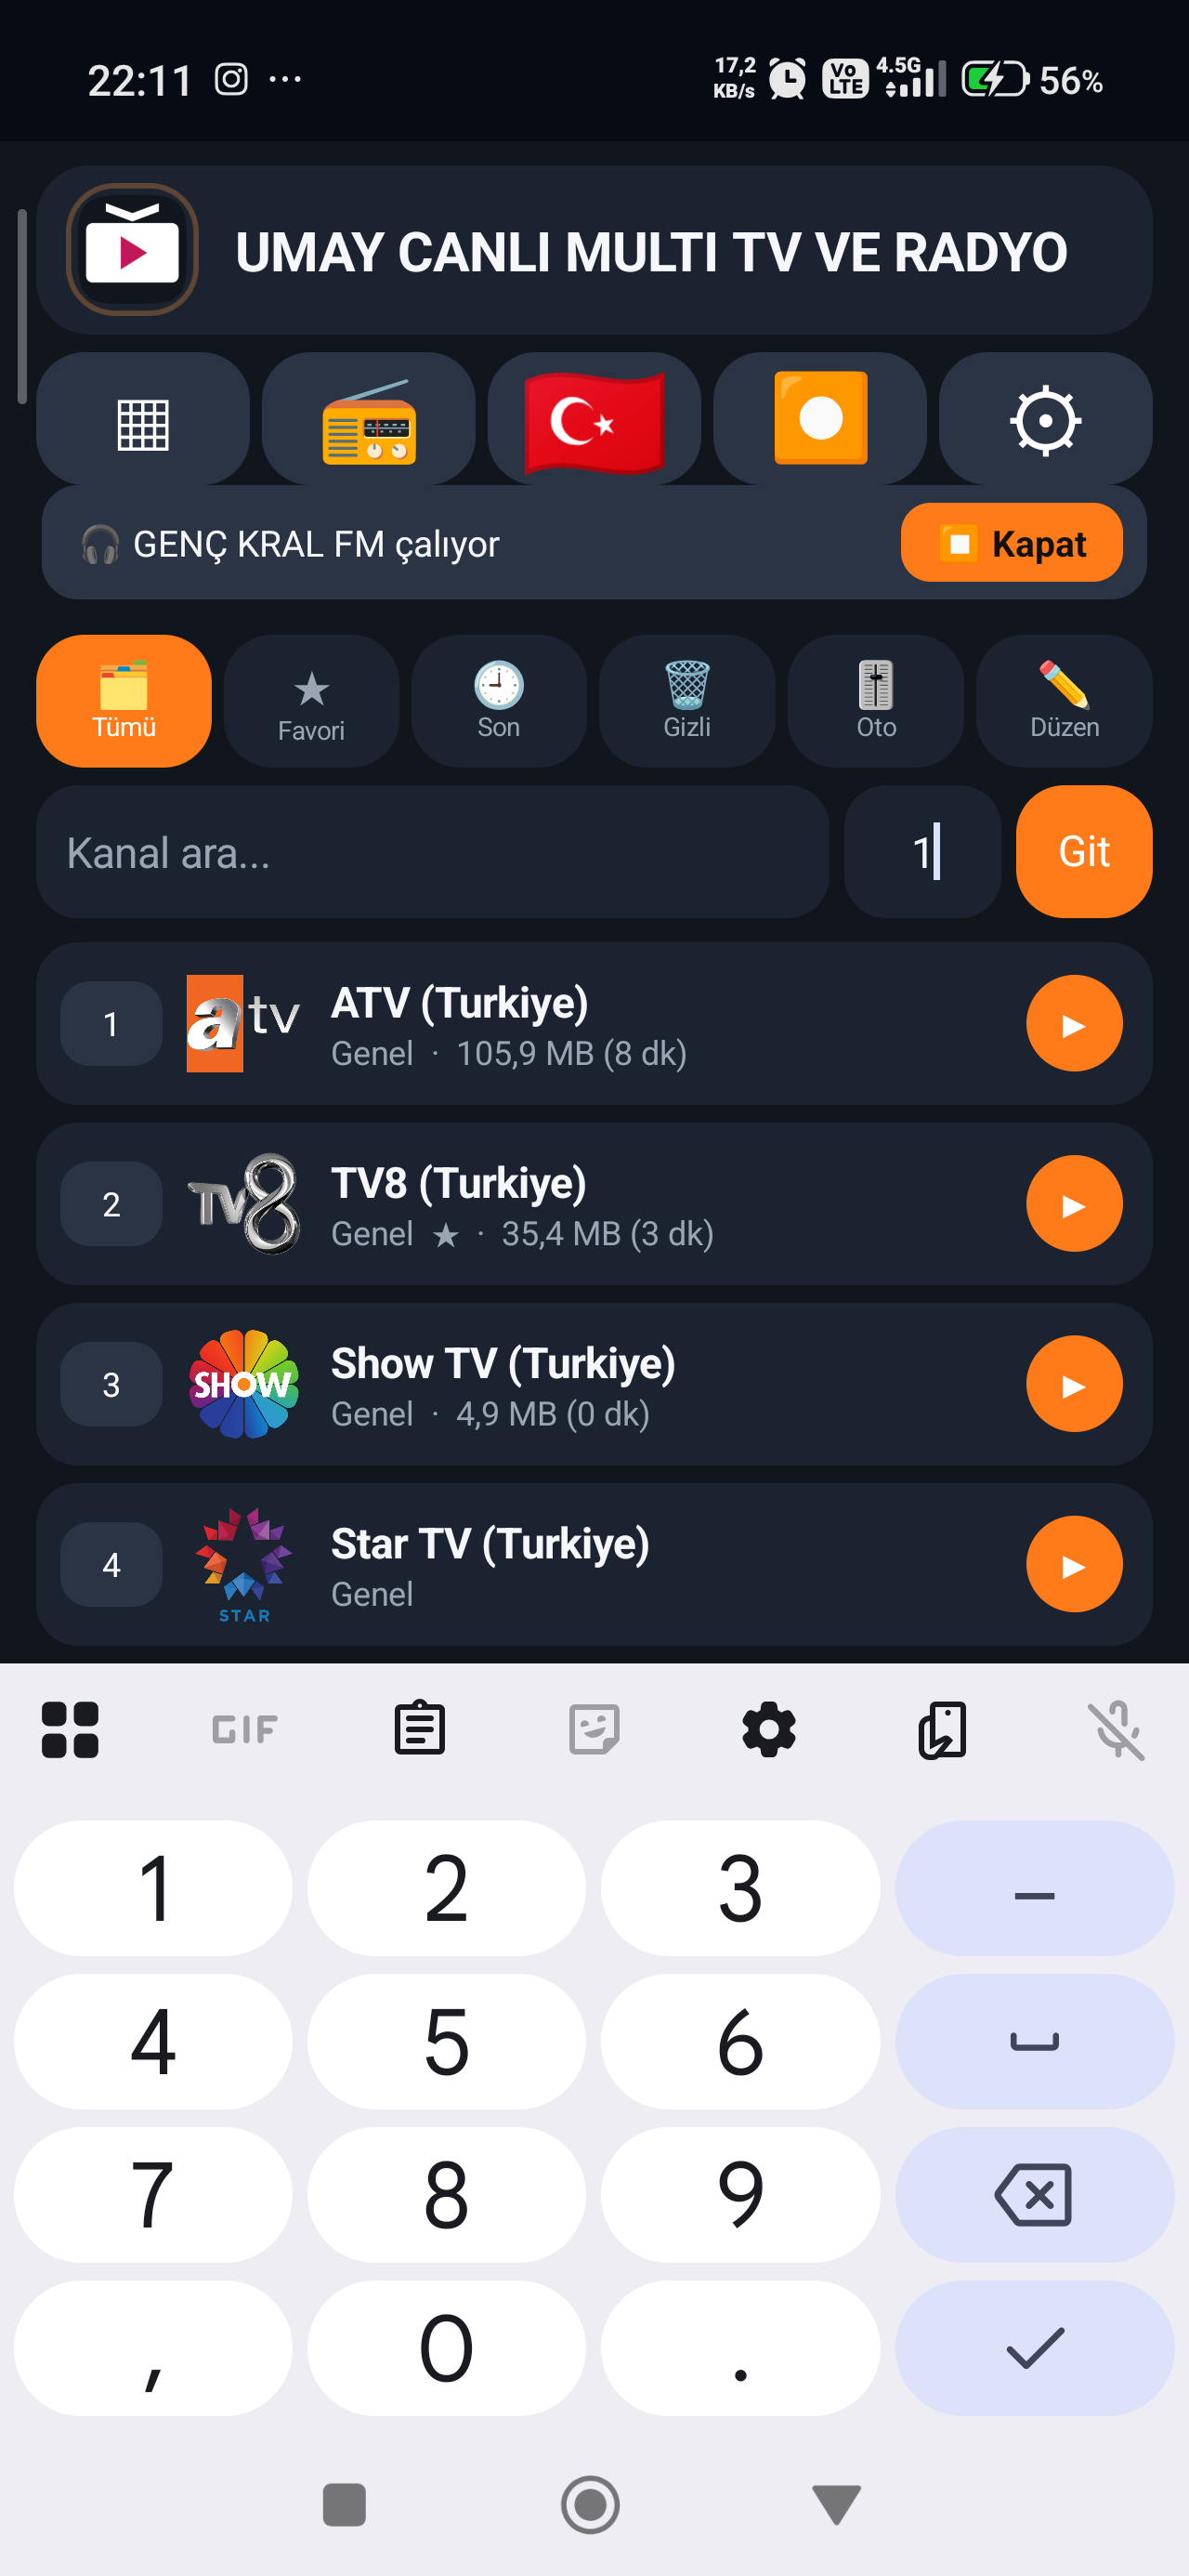 22:11 ... 17,2 KB/s Vo LTE 4.5G 56%
UMAY CANLI MULTI TV VE RADYO
GENÇ KRAL FM çalıyor Kapat
Tümü Favori Son Gizli Oto Düzen
Kanal ara... 1 Git
1 atv ATV (Turkiye)
Genel · 105,9 MB (8 dk)
2 TV8 TV8 (Turkiye)
Genel ★ · 35,4 MB (3 dk)
3 SHOW Show TV (Turkiye)
Genel · 4,9 MB (0 dk)
4 STAR Star TV (Turkiye)
Genel
GIF
1 2 3 –
4 5 6
7 8 9
, 0 .